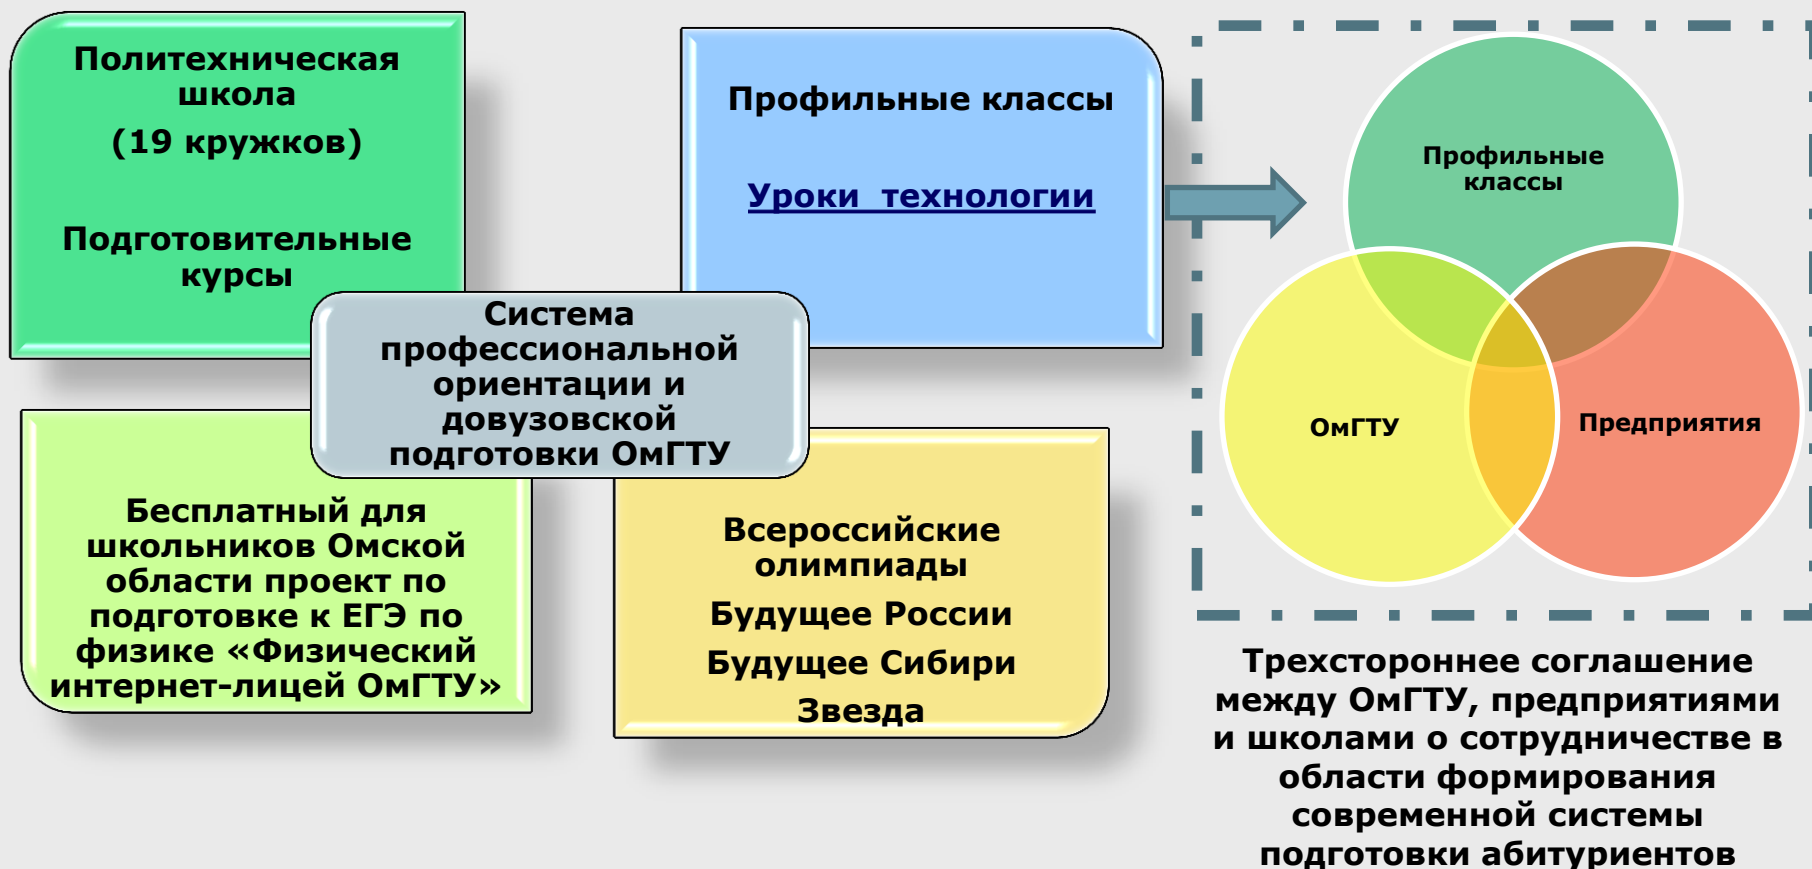 Политехническая
школа
(19 кружков)
Подготовительные
курсы
Профильные классы
Уроки технологии
Система
профессиональной
ориентации и
довузовской
подготовки ОмГТУ
Бесплатный для
школьников Омской
области проект по
подготовке к ЕГЭ по
физике «Физический
интернет-лицей ОмГТУ»
Всероссийские
олимпиады
Будущее России
Будущее Сибири
Звезда
Профильные
классы
ОмГТУ
Предприятия
Трехстороннее соглашение
между ОмГТУ, предприятиями
и школами о сотрудничестве в
области формирования
современной системы
подготовки абитуриентов